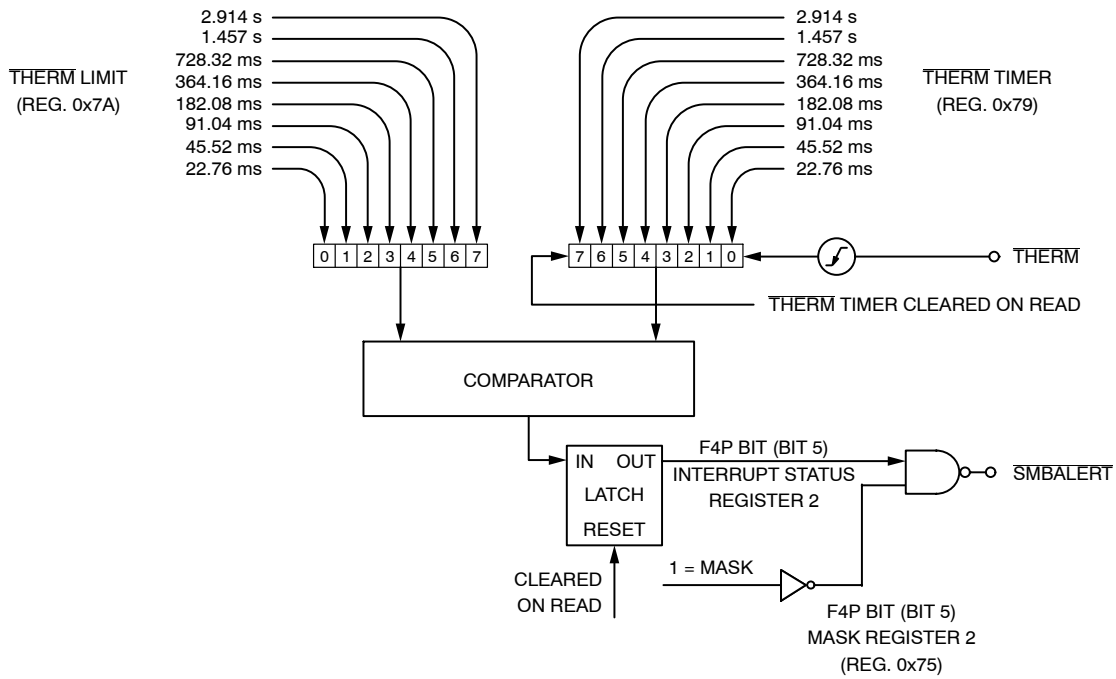 2.914 s
1.457 s
728.32 ms
364.16 ms
182.08 ms
91.04 ms
45.52 ms
22.76 ms
THERM LIMIT
(REG. 0x7A)
2.914 s
1.457 s
728.32 ms
364.16 ms
182.08 ms
91.04 ms
45.52 ms
22.76 ms
THERM TIMER
(REG. 0x79)
0 1 2 3 4 5 6 7
7 6 5 4 3 2 1 0
THERM
THERM TIMER CLEARED ON READ
COMPARATOR
IN OUT
LATCH
RESET
F4P BIT (BIT 5)
INTERRUPT STATUS
REGISTER 2
SMBALERT
CLEARED
ON READ
1 = MASK
F4P BIT (BIT 5)
MASK REGISTER 2
(REG. 0x75)